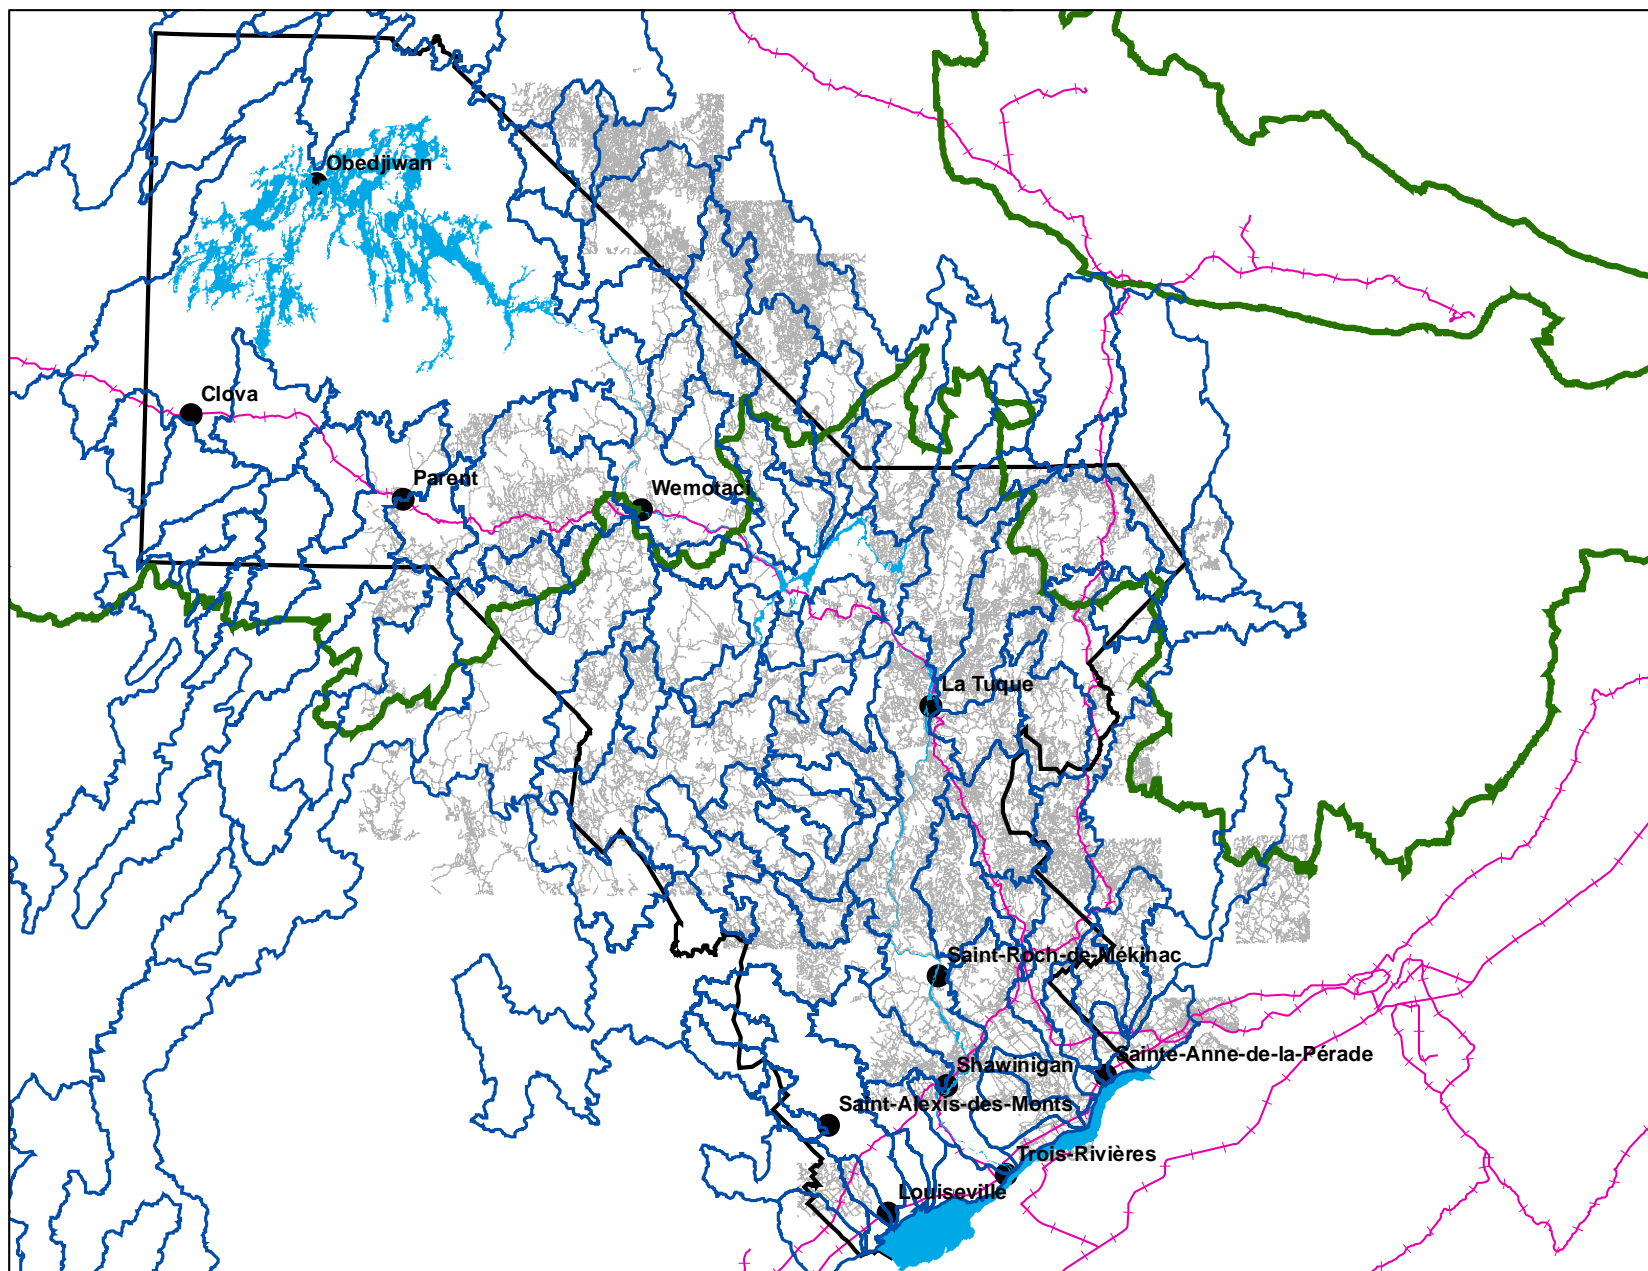 Obedjiwan
Clova
Parent
Wemotaci
La Tuque
Saint-Roch-de-Mékinac
Sainte-Anne-de-la-Pérade
Shawinigan
Saint-Alexis-des-Monts
Trois-Rivières
Louiseville